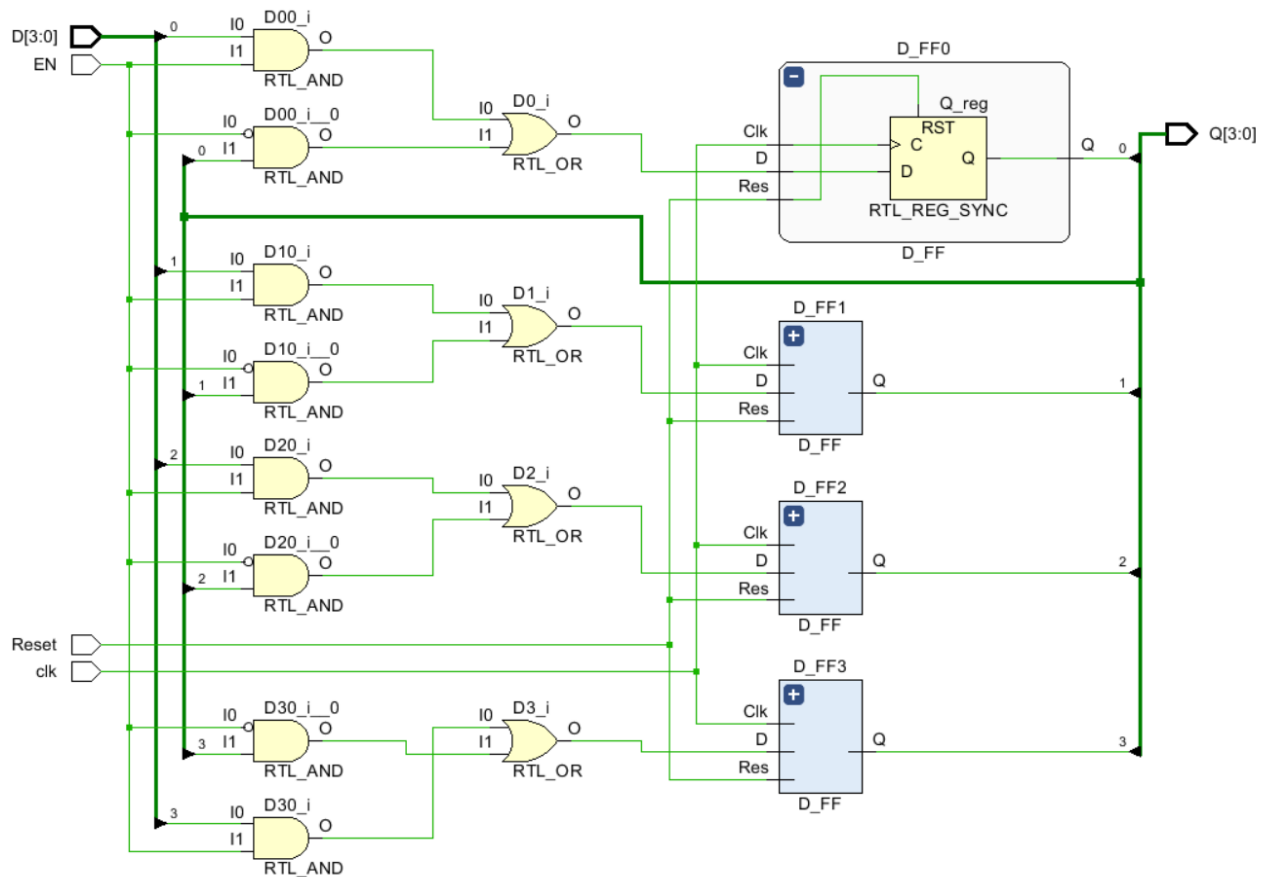 D[3:0]
EN
0
I0
I1
D00_i
O
RTL_AND
D00_i__0
I0
I1
0
O
RTL_AND
D0_i
I0
I1
O
RTL_OR
D_FF0
Clk
D
Res
Q_reg
RST
C
D
Q
RTL_REG_SYNC
Q
D_FF
0
Q[3:0]
D10_i
1
I0
I1
O
RTL_AND
D10_i__0
I0
1
I1
O
RTL_AND
D1_i
I0
I1
O
RTL_OR
D_FF1
Clk
D
Res
Q
D_FF
1
D20_i
2
I0
I1
O
RTL_AND
D20_i__0
I0
2
I1
O
RTL_AND
D2_i
I0
I1
O
RTL_OR
D_FF2
Clk
D
Res
Q
D_FF
2
Reset
clk
D30_i__0
I0
3
I1
O
RTL_AND
D3_i
I0
I1
O
RTL_OR
D_FF3
Clk
D
Res
Q
D_FF
3
D30_i
3
I0
I1
O
RTL_AND